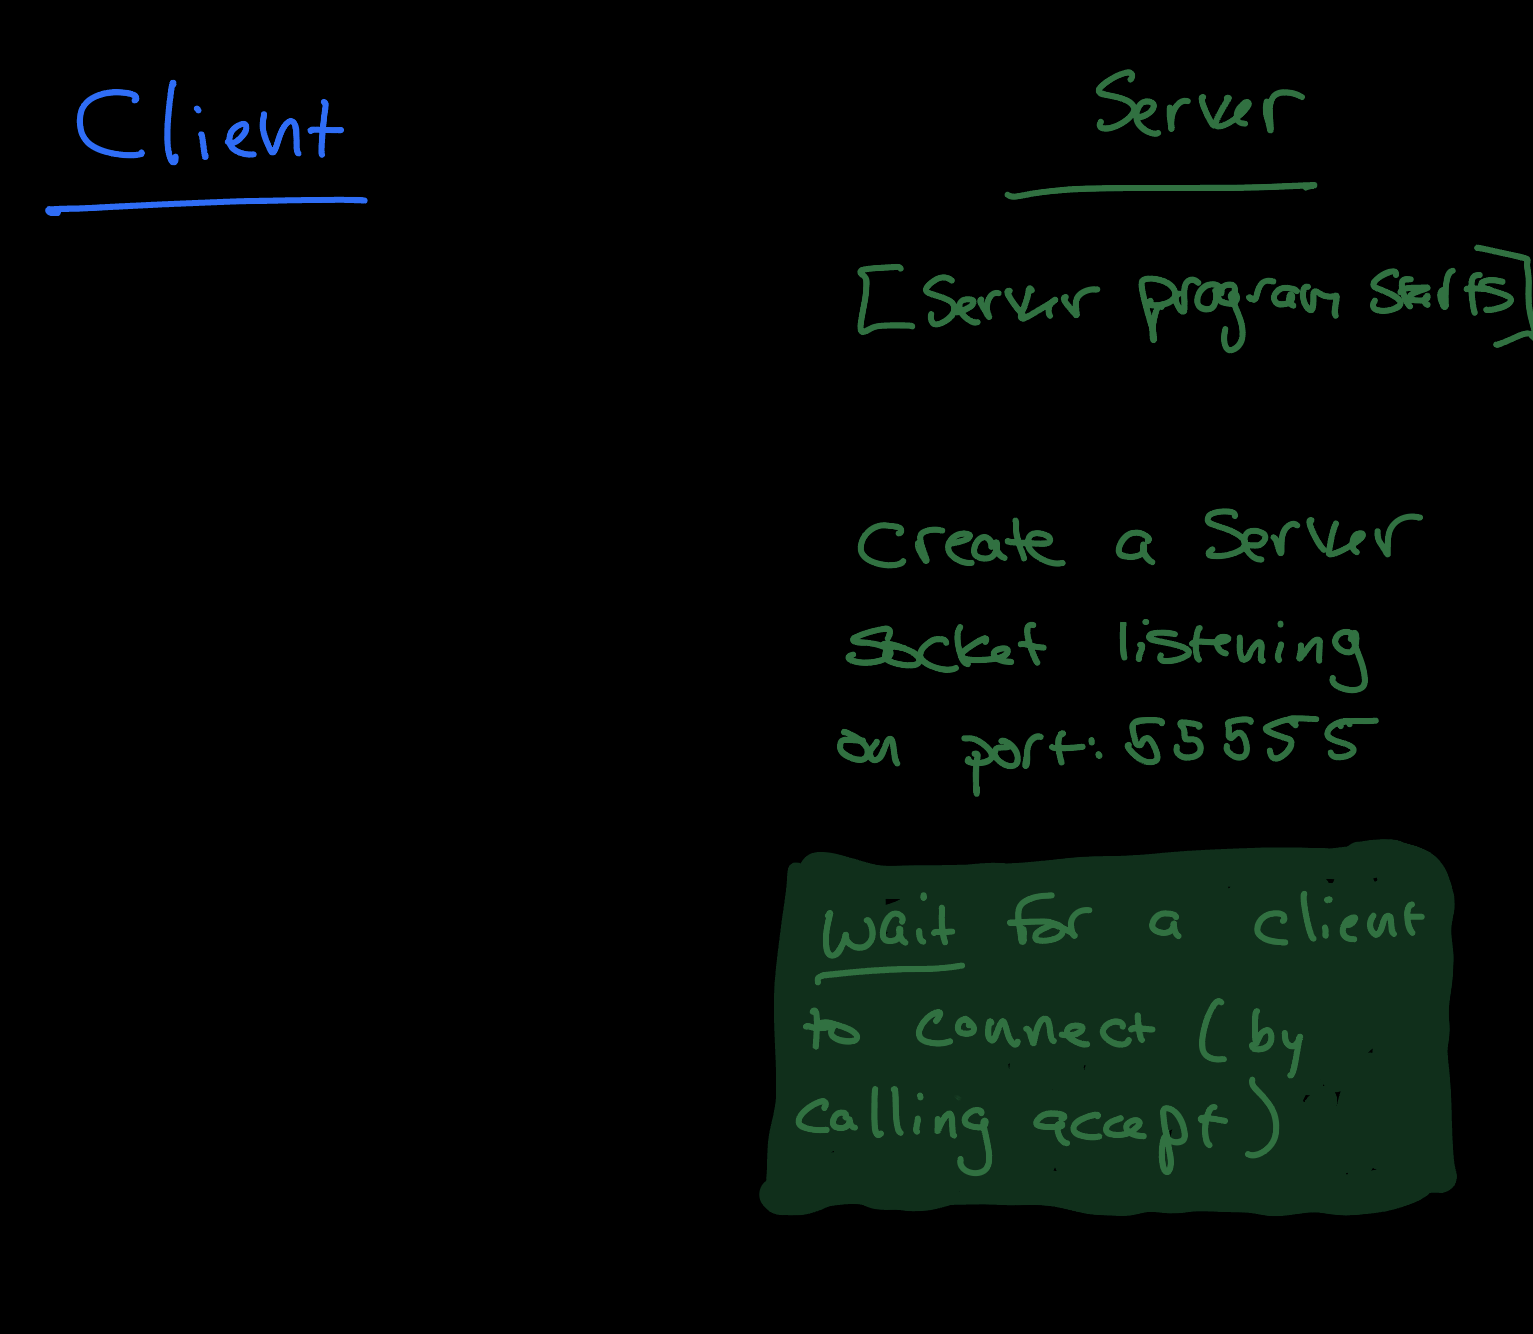 Client
Server
[Server program starts]
Create a Server
Socket listening
on port: 55555
wait for a client
to connect (by
calling accept)